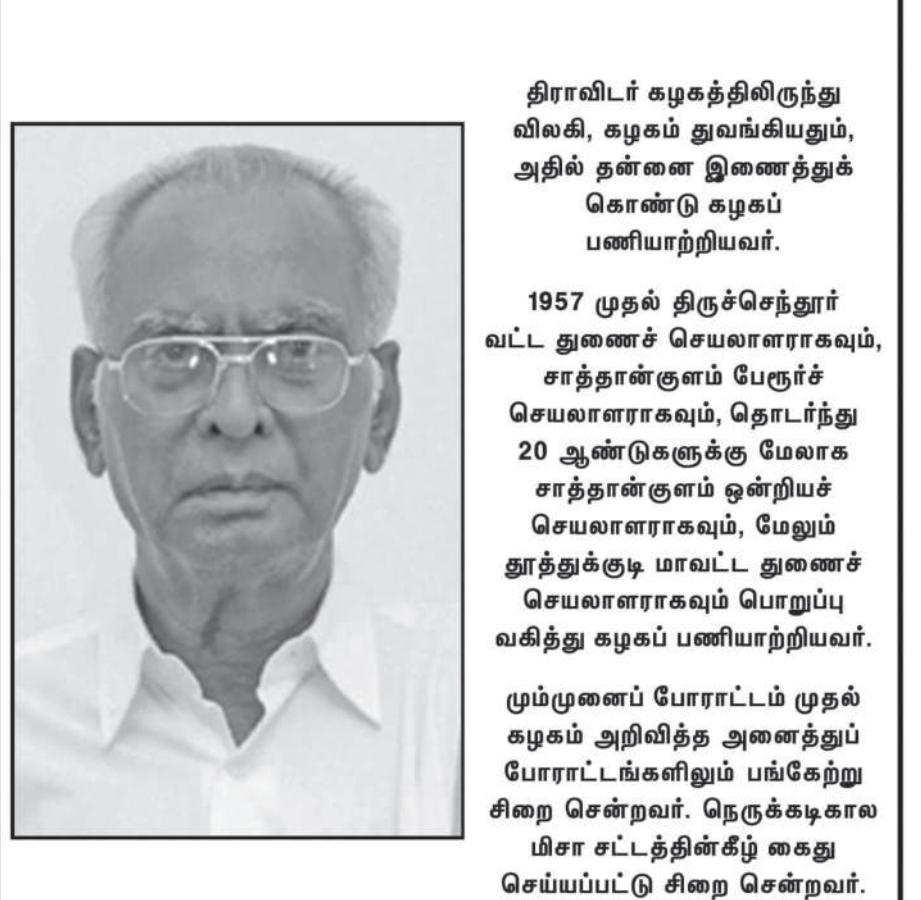 திராவிடர் கழகத்திலிருந்து
விலகி, கழகம் துவங்கியதும்,
அதில் தன்னை இணைத்துக்
கொண்டு கழகப்
பணியாற்றியவர்.
1957 முதல் திருச்செந்தூர்
வட்ட துணைச் செயலாளராகவும்,
சாத்தான்குளம் பேரூர்ச்
செயலாளராகவும், தொடர்ந்து
20 ஆண்டுகளுக்கு மேலாக
சாத்தான்குளம் ஒன்றியச்
செயலாளராகவும், மேலும்
தூத்துக்குடி மாவட்ட துணைச்
செயலாளராகவும் பொறுப்பு
வகித்து கழகப் பணியாற்றியவர்.
மும்முனைப் போராட்டம் முதல்
கழகம் அறிவித்த அனைத்துப்
போராட்டங்களிலும் பங்கேற்று
சிறை சென்றவர். நெருக்கடிகால
மிசா சட்டத்தின்கீழ் கைது
செய்யப்பட்டு சிறை சென்றவர்.